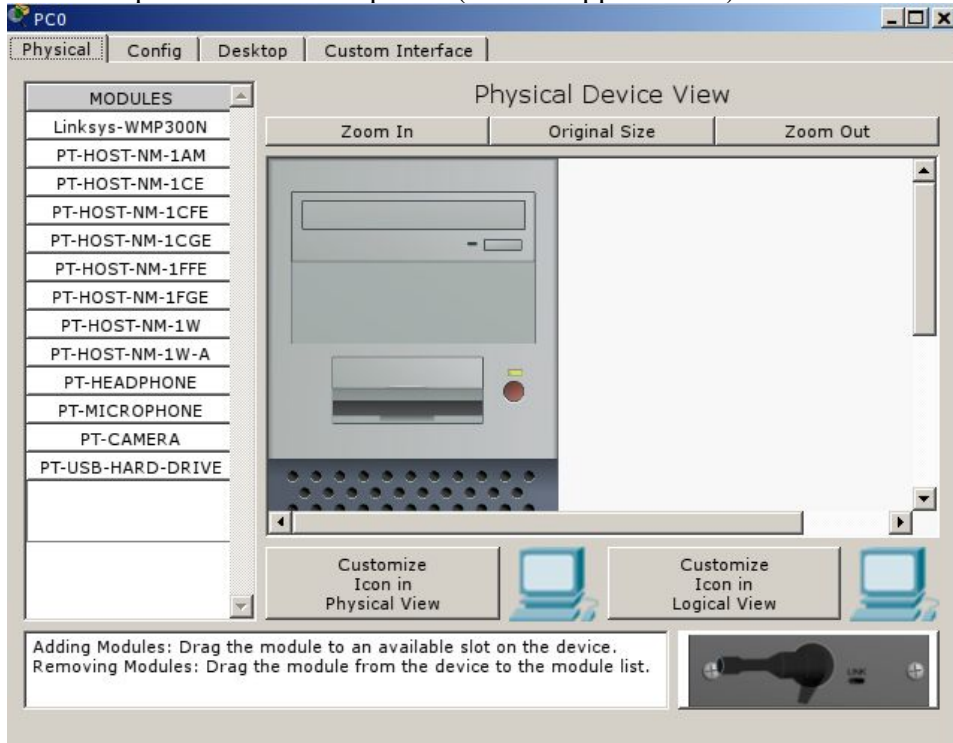 PC0
Physical Config Desktop Custom Interface
MODULES
Linksys-WMP300N
PT-HOST-NM-1AM
PT-HOST-NM-1CE
PT-HOST-NM-1CFE
PT-HOST-NM-1CGE
PT-HOST-NM-1FFE
PT-HOST-NM-1FGE
PT-HOST-NM-1W
PT-HOST-NM-1W-A
PT-HEADPHONE
PT-MICROPHONE
PT-CAMERA
PT-USB-HARD-DRIVE
Physical Device View
Zoom In Original Size Zoom Out
Customize
Icon in
Physical View
Customize
Icon in
Logical View
Adding Modules: Drag the module to an available slot on the device.
Removing Modules: Drag the module from the device to the module list.
LINK